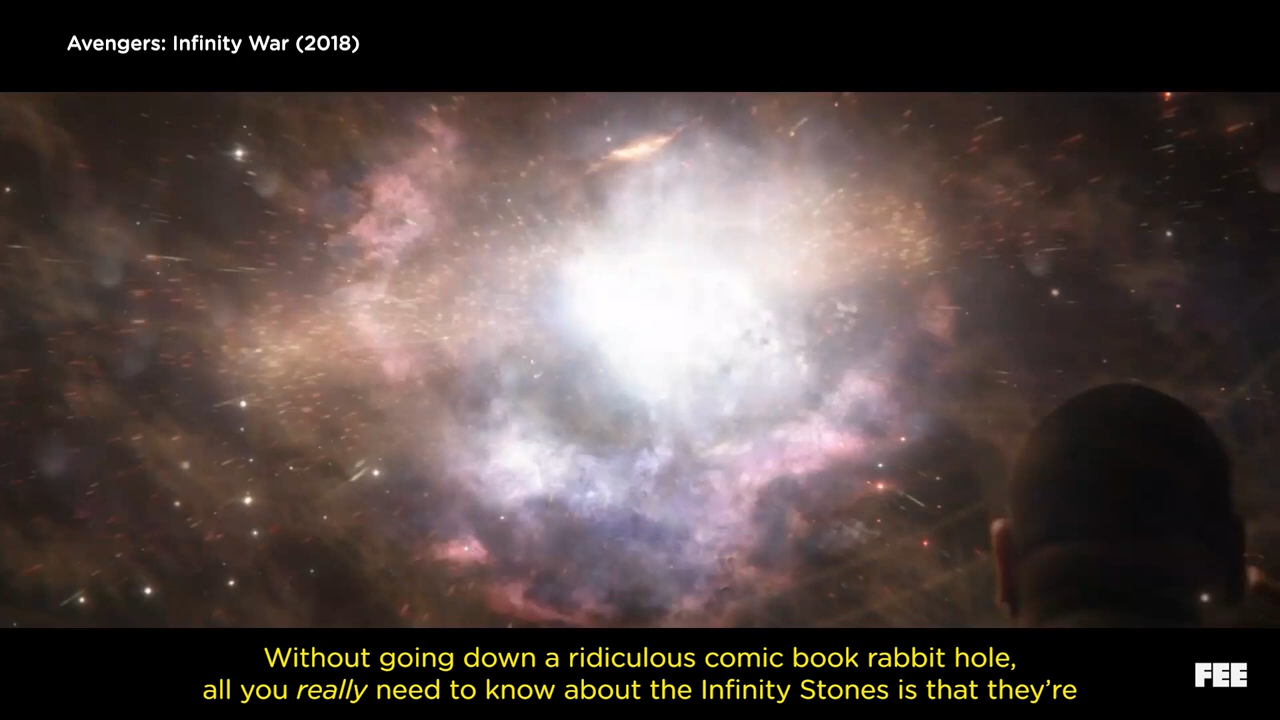 Avengers: Infinity War (2018)
Without going down a ridiculous comic book rabbit hole,
all you really need to know about the Infinity Stones is that they’re
FEE